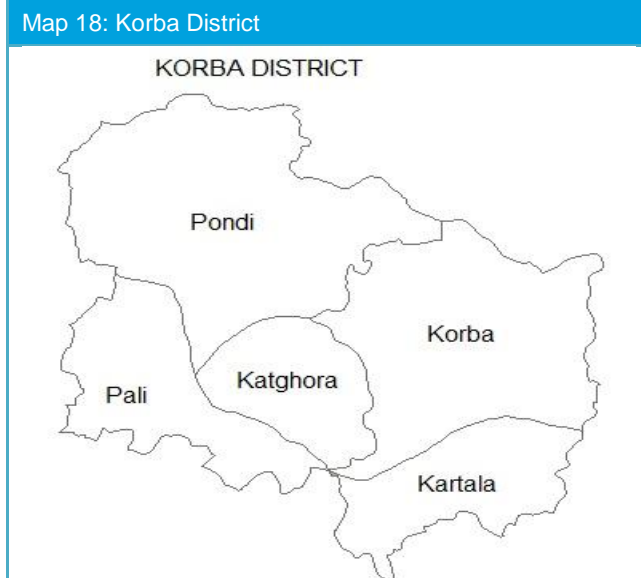 Map 18: Korba District
KORBA DISTRICT
Pondi
Korba
Katghora
Pali
Kartala